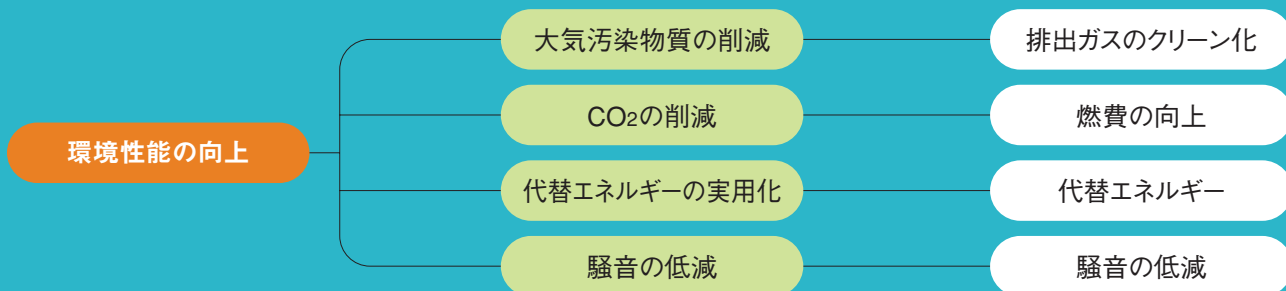 環境性能の向上
大気汚染物質の削減
排出ガスのクリーン化
CO2の削減
燃費の向上
代替エネルギーの実用化
代替エネルギー
騒音の低減
騒音の低減